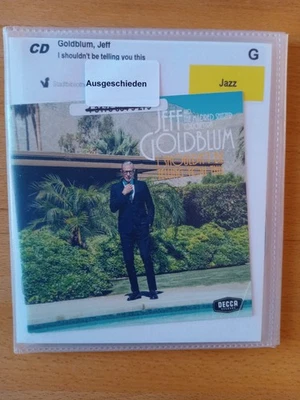 CD
Goldblum, Jeff
I shouldn't be telling you this
G
Ausgeschieden
Jazz
JEFF
GOLDBLUM
DECCA